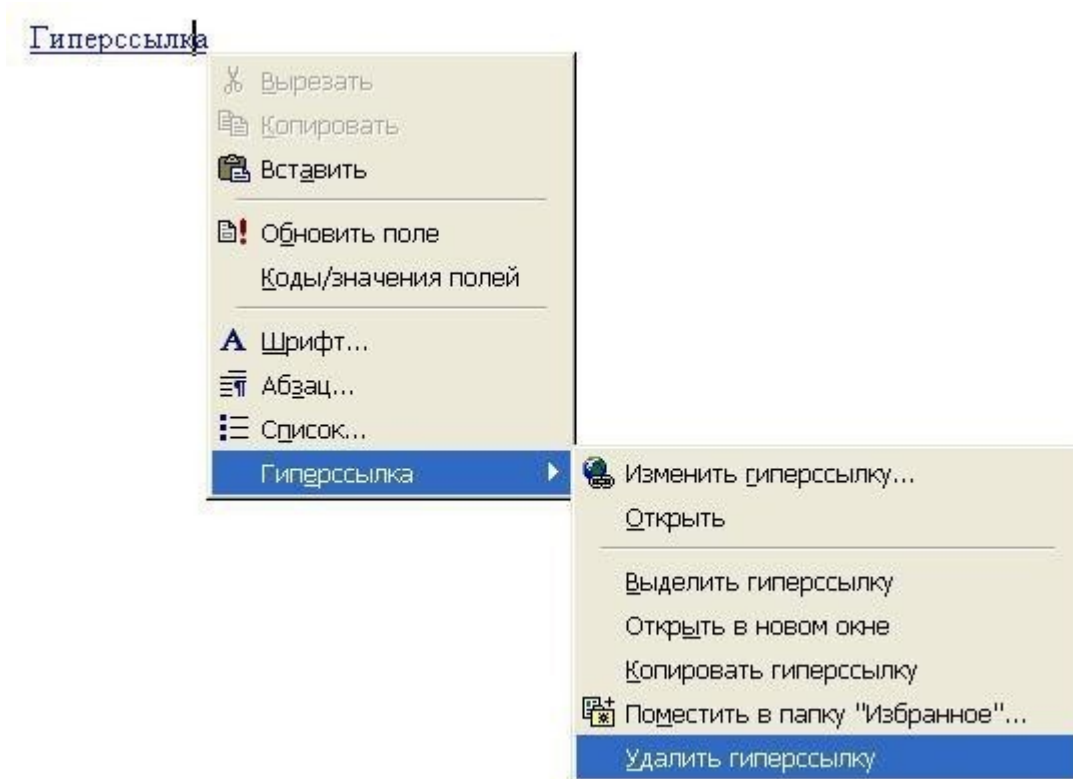 Гиперссылка
Вырезать
Копировать
Вставить
Обновить поле
Коды/значения полей
Шрифт...
Абзац...
Список...
Гиперссылка
Изменить гиперссылку...
Открыть
Выделить гиперссылку
Открыть в новом окне
Копировать гиперссылку
Поместить в папку "Избранное"...
Удалить гиперссылку